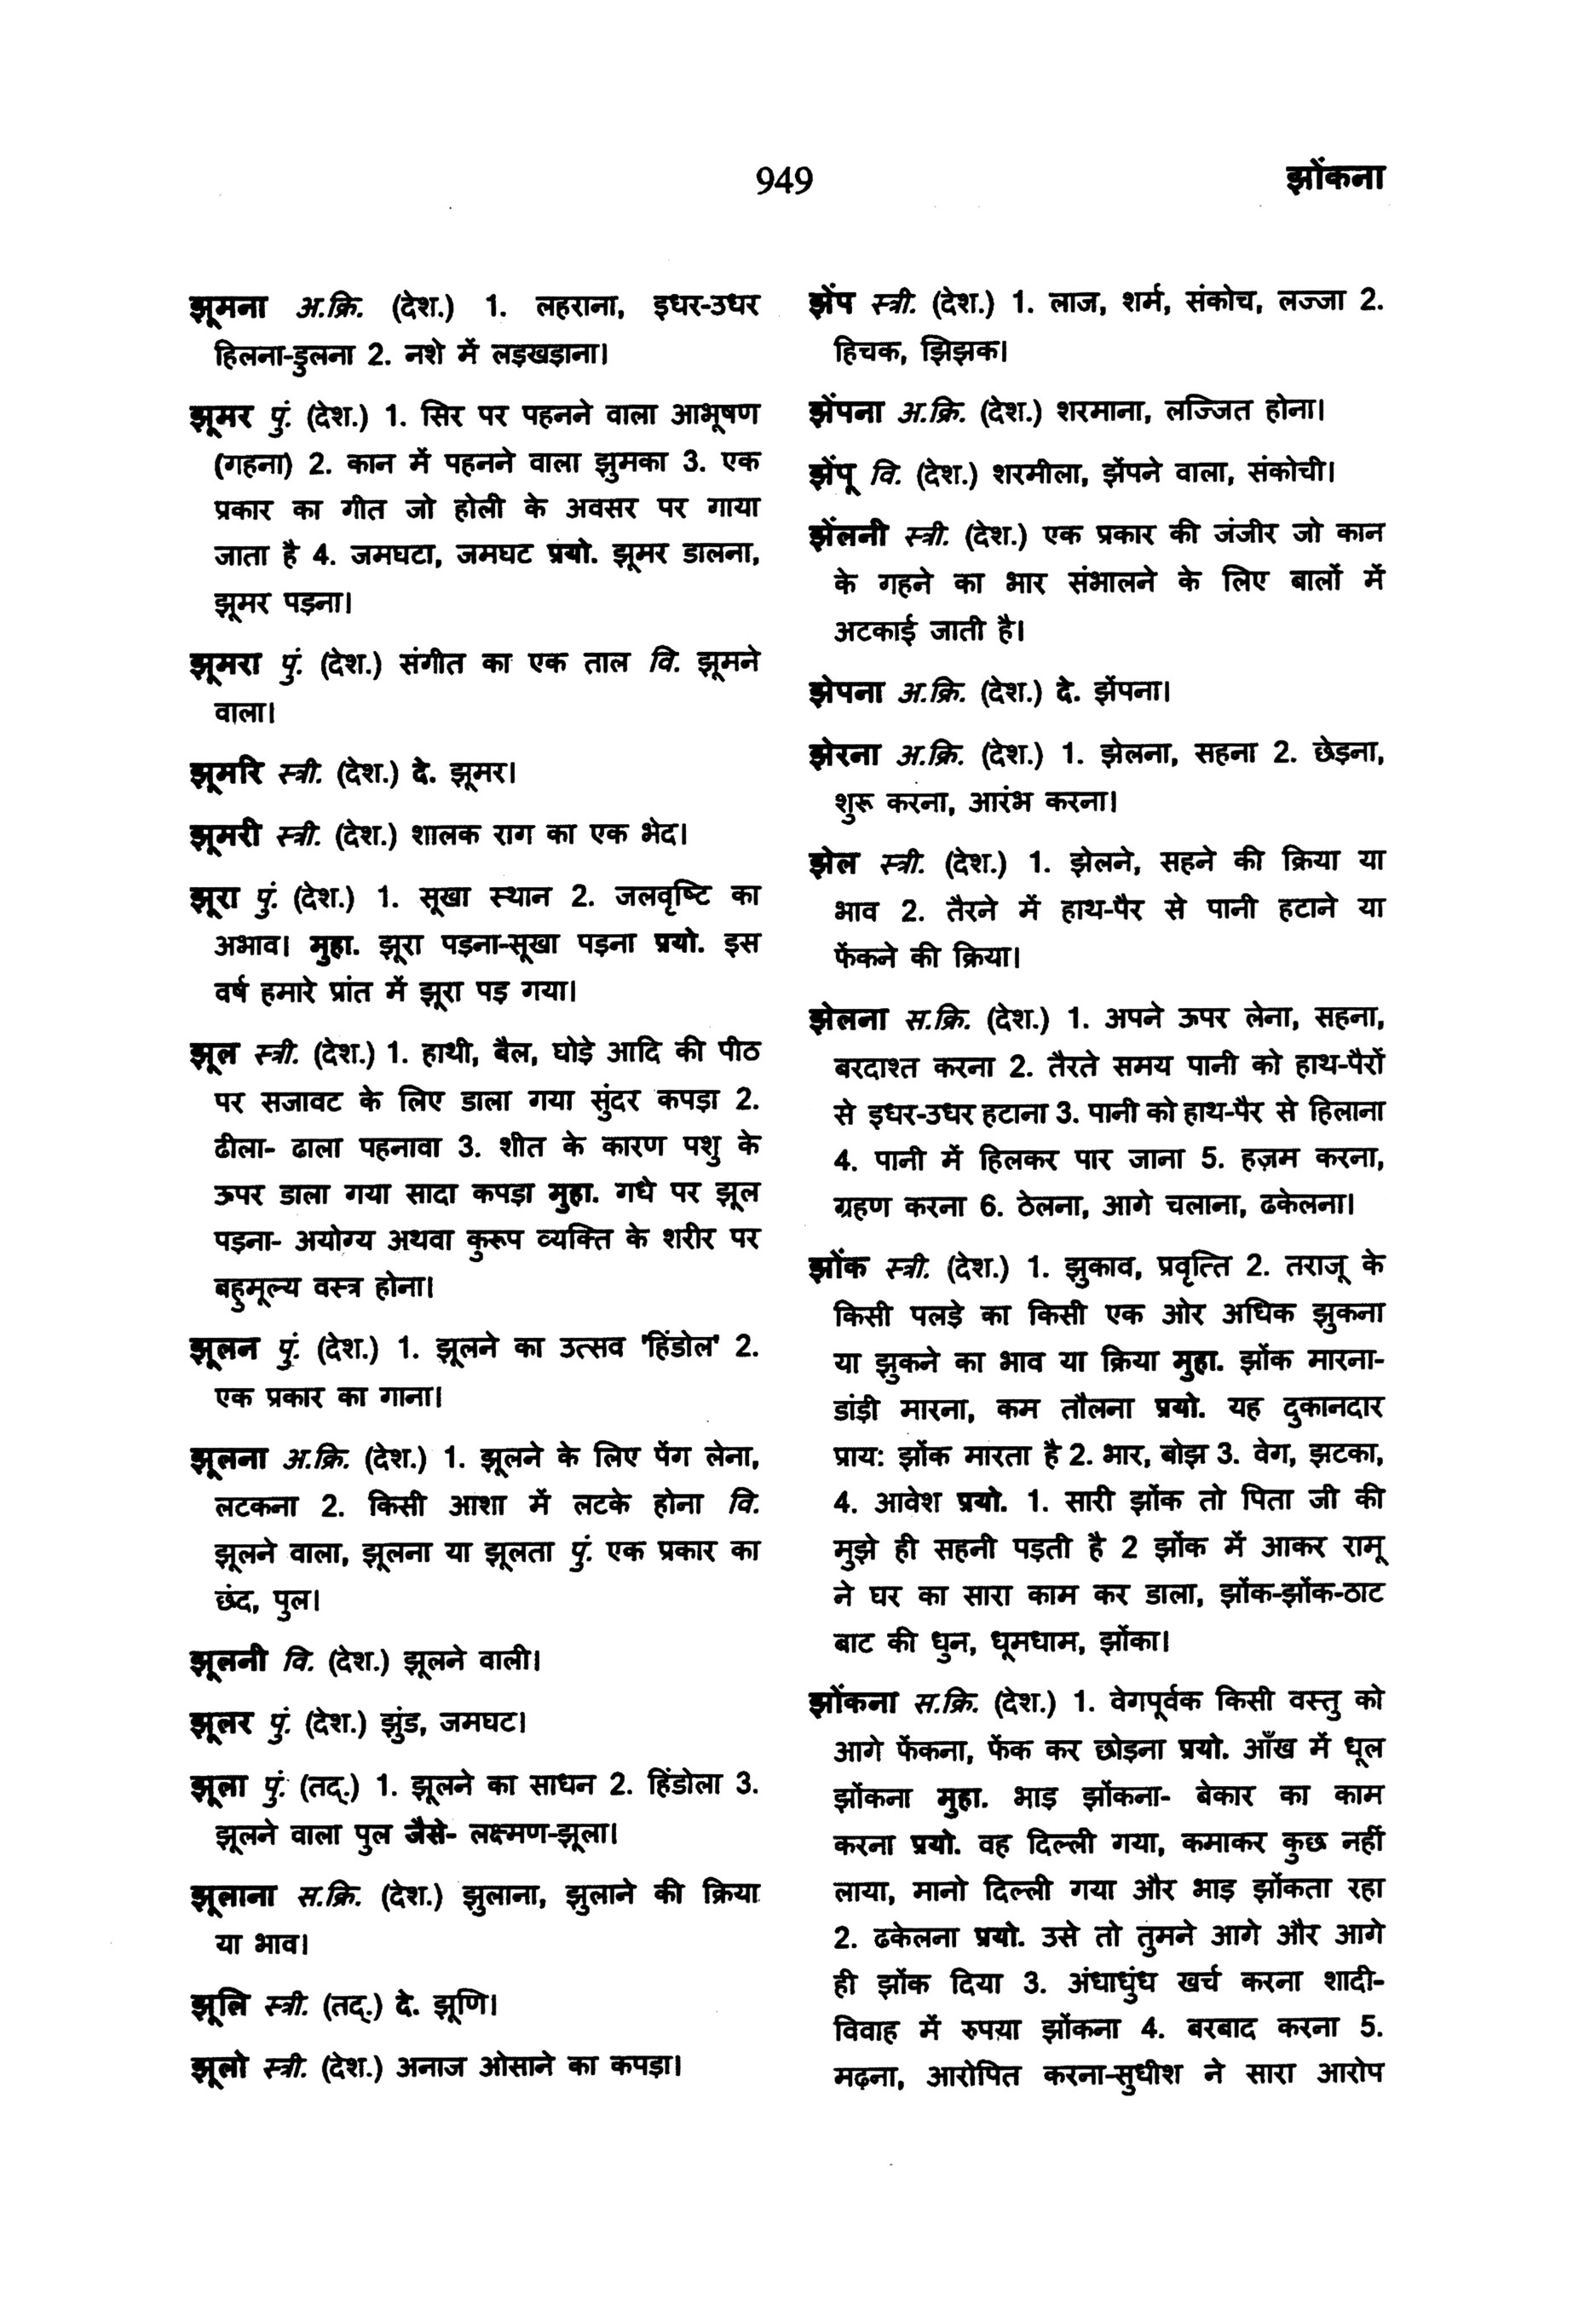 949
झोंकना
झूमना अ.क्रि. (देश.) 1. लहराना, इधर-उधर
हिलना-डुलना 2. नशे में लड़खड़ाना।
झूमर पुं. (देश.) 1. सिर पर पहनने वाला आभूषण
(गहना) 2. कान में पहनने वाला झुमका 3. एक
प्रकार का गीत जो होली के अवसर पर गाया
जाता है 4. जमघटा, जमघट प्रयो. झूमर डालना,
झूमर पड़ना।
झूमरा पुं. (देश.) संगीत का एक ताल वि. झूमने
वाला।
झूमरि स्त्री. (देश.) दे. झूमर।
झूमरी स्त्री. (देश.) शालक राग का एक भेद।
झूरा पुं. (देश.) 1. सूखा स्थान 2. जलवृष्टि का
अभाव। मुहा. झूरा पड़ना-सूखा पड़ना प्रयो. इस
वर्ष हमारे प्रांत में झूरा पड़ गया।
झूल स्त्री. (देश.) 1. हाथी, बैल, घोड़े आदि की पीठ
पर सजावट के लिए डाला गया सुंदर कपड़ा 2.
ढीला- ढाला पहनावा 3. शीत के कारण पशु के
ऊपर डाला गया सादा कपड़ा मुहा. गधे पर झूल
पड़ना- अयोग्य अथवा कुरूप व्यक्ति के शरीर पर
बहुमूल्य वस्त्र होना।
झूलन पुं. (देश.) 1. झूलने का उत्सव 'हिंडोल' 2.
एक प्रकार का गाना।
झूलना अ.क्रि. (देश.) 1. झूलने के लिए पेंग लेना,
लटकना 2. किसी आशा में लटके होना वि.
झूलने वाला, झूलना या झूलता पुं. एक प्रकार का
छंद, पुल।
झूलनी वि. (देश.) झूलने वाली।
झूलर पुं. (देश.) झुंड, जमघट।
झूला पुं. (तद्.) 1. झूलने का साधन 2. हिंडोला 3.
झूलने वाला पुल जैसे- लक्ष्मण-झूला।
झूलाना स.क्रि. (देश.) झुलाना, झुलाने की क्रिया
या भाव।
झूलि स्त्री. (तद्.) दे. झूणि।
झूलो स्त्री. (देश.) अनाज ओसाने का कपड़ा।
झेंप स्त्री. (देश.) 1. लाज, शर्म, संकोच, लज्जा 2.
हिचक, झिझक।
झेंपना अ.क्रि. (देश.) शरमाना, लज्जित होना।
झेंपू वि. (देश.) शरमीला, झेंपने वाला, संकोची।
झेंलनी स्त्री. (देश.) एक प्रकार की जंजीर जो कान
के गहने का भार संभालने के लिए बालों में
अटकाई जाती है।
झेपना अ.क्रि. (देश.) दे. झेंपना।
झेरना अ.क्रि. (देश.) 1. झेलना, सहना 2. छेड़ना,
शुरू करना, आरंभ करना।
झेल स्त्री. (देश.) 1. झेलने, सहने की क्रिया या
भाव 2. तैरने में हाथ-पैर से पानी हटाने या
फेंकने की क्रिया।
झेलना स.क्रि. (देश.) 1. अपने ऊपर लेना, सहना,
बरदाश्त करना 2. तैरते समय पानी को हाथ-पैरों
से इधर-उधर हटाना 3. पानी को हाथ-पैर से हिलाना
4. पानी में हिलकर पार जाना 5. हज़म करना,
ग्रहण करना 6. ठेलना, आगे चलाना, ढकेलना।
झोंक स्त्री. (देश.) 1. झुकाव, प्रवृत्ति 2. तराजू के
किसी पलड़े का किसी एक ओर अधिक झुकना
या झुकने का भाव या क्रिया मुहा. झोंक मारना-
डांड़ी मारना, कम तौलना प्रयो. यह दुकानदार
प्राय: झोंक मारता है 2. भार, बोझ 3. वेग, झटका,
4. आवेश प्रयो. 1. सारी झोंक तो पिता जी की
मुझे ही सहनी पड़ती है 2 झोंक में आकर रामू
ने घर का सारा काम कर डाला, झोंक-झोंक-ठाट
बाट की धुन, धूमधाम, झोंका।
झोंकना स.क्रि. (देश.) 1. वेगपूर्वक किसी वस्तु को
आगे फेंकना, फेंक कर छोड़ना प्रयो. आँख में धूल
झोंकना मुहा. भाड़ झोंकना- बेकार का काम
करना प्रयो. वह दिल्ली गया, कमाकर कुछ नहीं
लाया, मानो दिल्ली गया और भाड़ झोंकता रहा
2. ढकेलना प्रयो. उसे तो तुमने आगे और आगे
ही झोंक दिया 3. अंधाधुंध खर्च करना शादी-
विवाह में रुपया झोंकना 4. बरबाद करना 5.
मढ़ना, आरोपित करना-सुधीश ने सारा आरोप